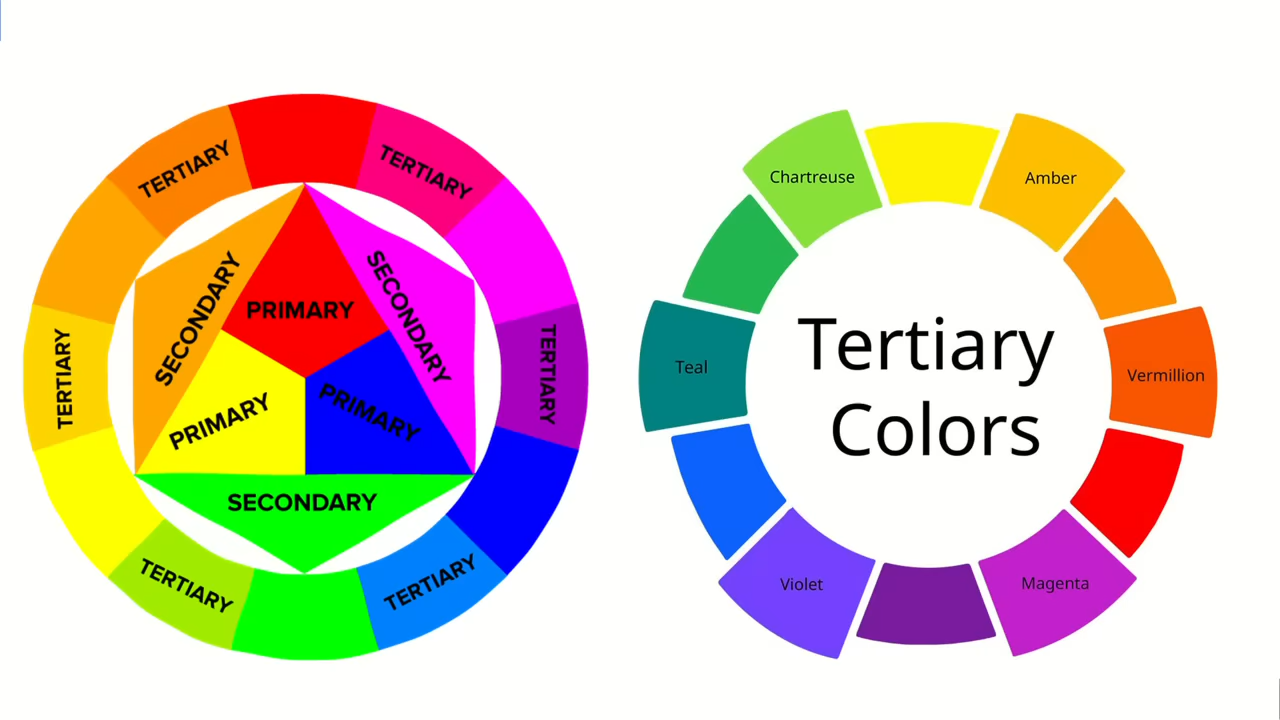 TERTIARY
TERTIARY
SECONDARY
SECONDARY
PRIMARY
TERTIARY
TERTIARY
PRIMARY
PRIMARY
SECONDARY
TERTIARY
TERTIARY
Chartreuse
Amber
Teal
Tertiary
Colors
Vermillion
Violet
Magenta